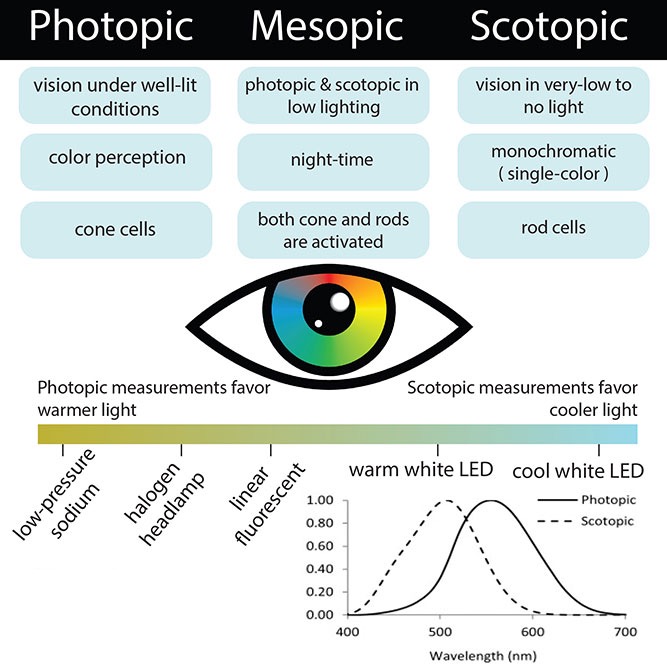 Photopic Mesopic Scotopic
vision under well-lit
conditions
photopic & scotopic in
low lighting
vision in very-low to
no light
color perception
night-time
monochromatic
( single-color )
cone cells
both cone and rods
are activated
rod cells
Photopic measurements favor
warmer light
Scotopic measurements favor
cooler light
low-pressure
sodium
halogen
headlamp
linear
fluorescent
warm white LED
cool white LED
1.00
0.80
0.60
0.40
0.20
0.00
400 500 600 700
Wavelength (nm)
Photopic
Scotopic